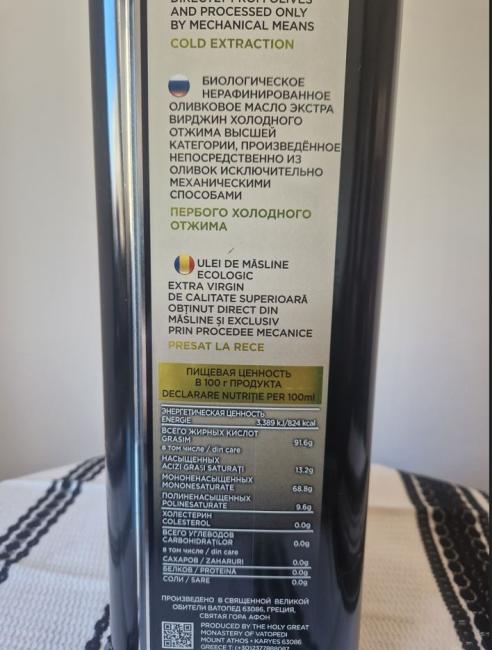 AND PROCESSED ONLY
BY MECHANICAL MEANS
COLD EXTRACTION
БИОЛОГИЧЕСКОЕ
НЕРАФИНИРОВАННОЕ
ОЛИВКОВОЕ МАСЛО ЭКСТРА
ВИРДЖИН ХОЛОДНОГО
ОТЖИМА ВЫСШЕЙ
КАТЕГОРИИ, ПРОИЗВЕДЁННОЕ
НЕПОСРЕДСТВЕННО ИЗ
ОЛИВОК ИСКЛЮЧИТЕЛЬНО
МЕХАНИЧЕСКИМИ
СПОСОБАМИ
ПЕРБОГО ХОЛОДНОГО
ОТЖИМА
ULEI DE MĂSLINE
ECOLOGIC
EXTRA VIRGIN
DE CALITATE SUPERIOARĂ
OBȚINUT DIRECT DIN
MĂSLINE ȘI EXCLUSIV
PRIN PROCEDEE MECANICE
PRESAT LA RECE
ПИЩЕВАЯ ЦЕННОСТЬ
В 100 г ПРОДУКТА
DECLARARE NUTRIȚIE PER 100ml
ЭНЕРГЕТИЧЕСКАЯ ЦЕННОСТЬ
ENERGIE 3,389 kJ/824 kcal
ВСЕГО ЖИРНЫХ КИСЛОТ
GRASIM 91.6g
в том числе / din care
НАСЫЩЕННЫХ
ACIZI GRASI SATURAȚI 13.2g
МОНОНЕНАСЫЩЕННЫХ
MONONESATURATE 68.8g
ПОЛИНЕНАСЫЩЕННЫХ
POLINESATURATE 9.6g
ХОЛЕСТЕРИН
COLESTEROL 0.0g
ВСЕГО УГЛЕВОДОВ
CARBOHIDRAȚILOR 0.0g
в том числе / din care
САХАРОВ / ZAHARURI 0.0g
БЕЛКОВ / PROTEINĂ 0.0g
СОЛИ / SARE 0.0g
ПРОИЗВЕДЕНО В СВЯЩЕННОЙ ВЕЛИКОЙ
ОБИТЕЛИ ВАТОПЕД 63086, ГРЕЦИЯ,
СВЯТАЯ ГОРА АФОН
PRODUCED BY THE HOLY GREAT
MONASTERY OF VATOPEDI
MOUNT ATHOS • KARYES 63086